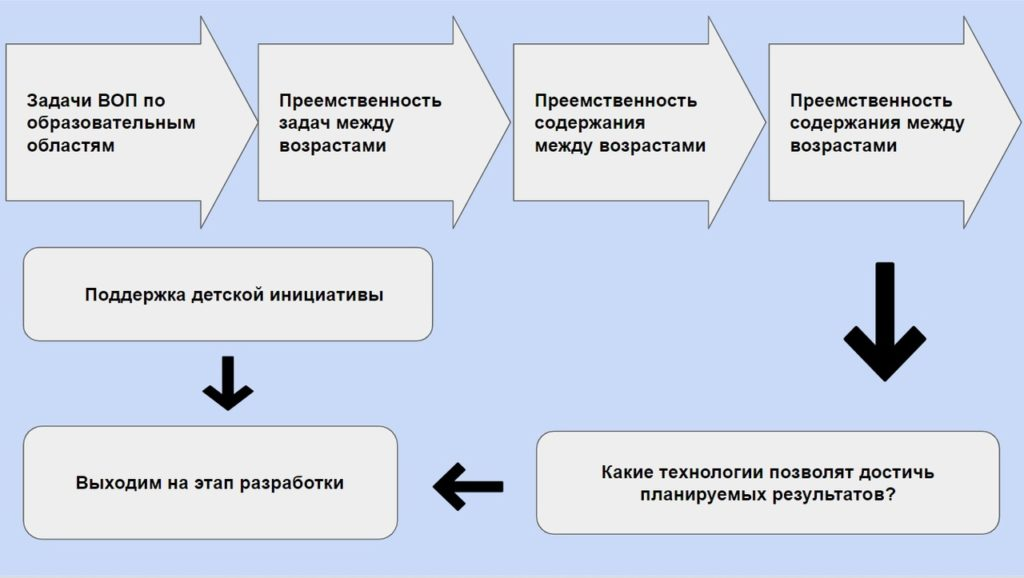 Задачи ВОП по
образовательным
областям
Преемственность
задач между
возрастами
Преемственность
содержания
между возрастами
Преемственность
содержания между
возрастами
Поддержка детской инициативы
Выходим на этап разработки
Какие технологии позволят достичь
планируемых результатов?